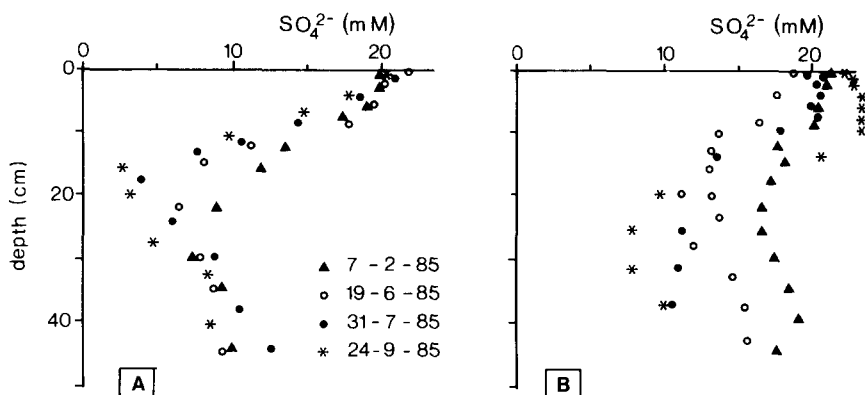 SO₄²⁻ (mM)
0 10 20
0
20
40
depth (cm)
▲ 7 - 2 - 85
○ 19 - 6 - 85
● 31 - 7 - 85
* 24 - 9 - 85
A
SO₄²⁻ (mM)
0 10 20
B